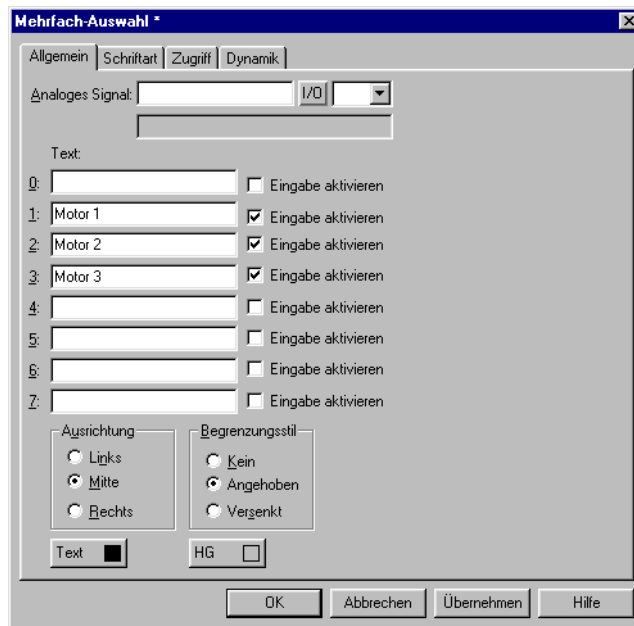 Mehrfach-Auswahl *
Allgemein Schriftart Zugriff Dynamik
Analoges Signal: I/O
Text:
0: Eingabe aktivieren
1: Motor 1 Eingabe aktivieren
2: Motor 2 Eingabe aktivieren
3: Motor 3 Eingabe aktivieren
4: Eingabe aktivieren
5: Eingabe aktivieren
6: Eingabe aktivieren
7: Eingabe aktivieren
Ausrichtung Begrenzungsstil
Links Kein
Mitte Angehoben
Rechts Versenkt
Text HG
OK Abbrechen Übernehmen Hilfe